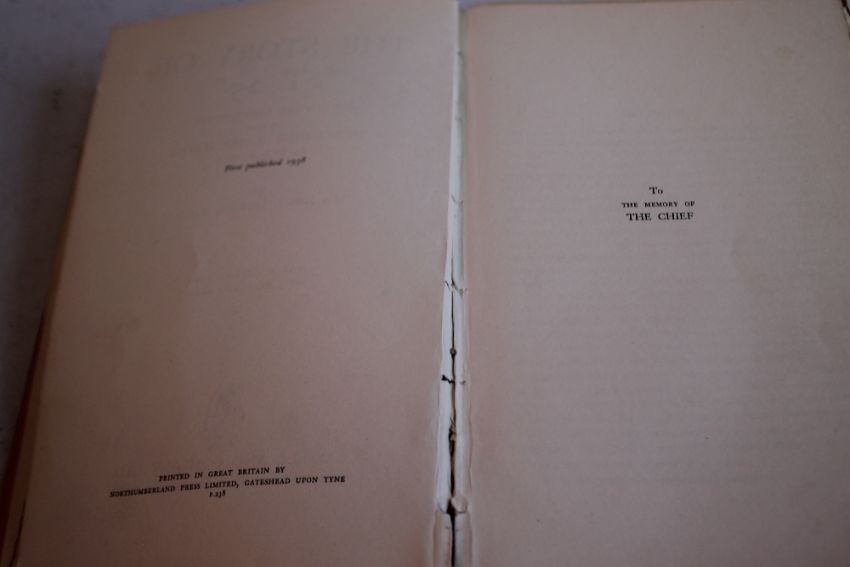 First published 1938
PRINTED IN GREAT BRITAIN BY
NORTHUMBERLAND PRESS LIMITED, GATESHEAD UPON TYNE
F.238
To
THE MEMORY OF
THE CHIEF